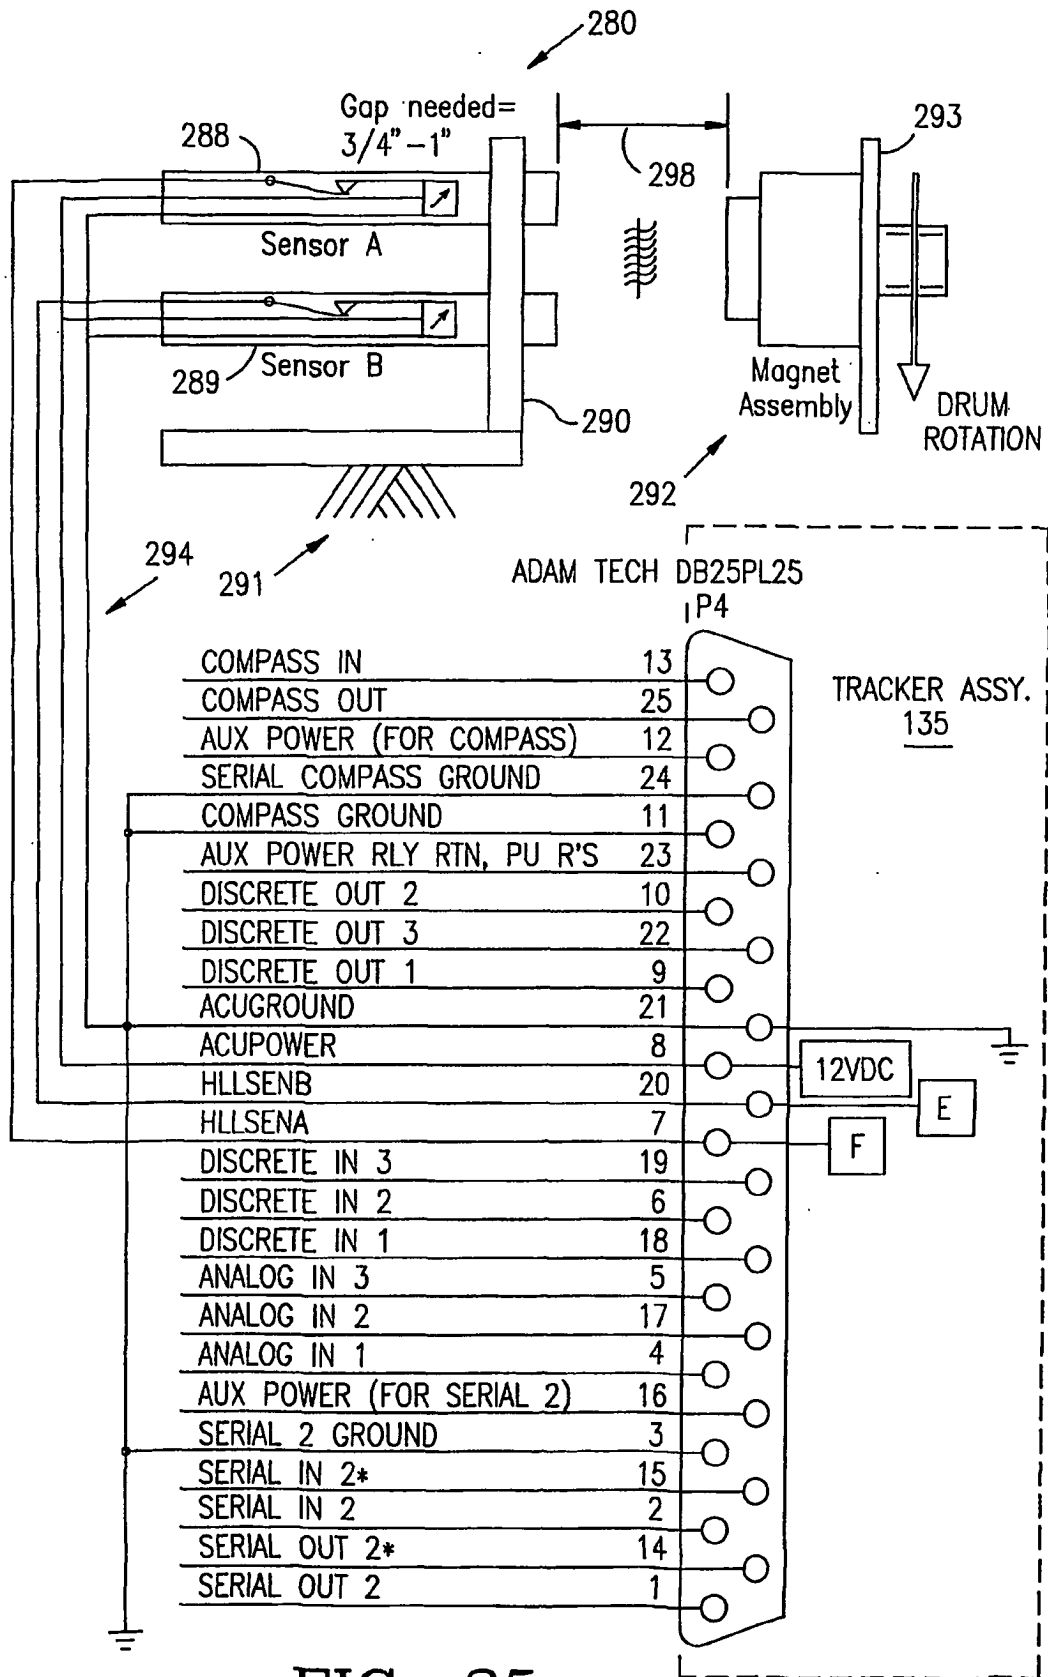 280
Gap needed=
3/4"-1"
288
293
298
Sensor A
Sensor B
289
290
Magnet
Assembly
DRUM
ROTATION
292
294
291
ADAM TECH DB25PL25
P4
TRACKER ASSY.
135
COMPASS IN 13
COMPASS OUT 25
AUX POWER (FOR COMPASS) 12
SERIAL COMPASS GROUND 24
COMPASS GROUND 11
AUX POWER RLY RTN, PU R'S 23
DISCRETE OUT 2 10
DISCRETE OUT 3 22
DISCRETE OUT 1 9
ACUGROUND 21
ACUPOWER 8
12VDC
HLLSENB 20
E
HLLSENA 7
F
DISCRETE IN 3 19
DISCRETE IN 2 6
DISCRETE IN 1 18
ANALOG IN 3 5
ANALOG IN 2 17
ANALOG IN 1 4
AUX POWER (FOR SERIAL 2) 16
SERIAL 2 GROUND 3
SERIAL IN 2* 15
SERIAL IN 2 2
SERIAL OUT 2* 14
SERIAL OUT 2 1